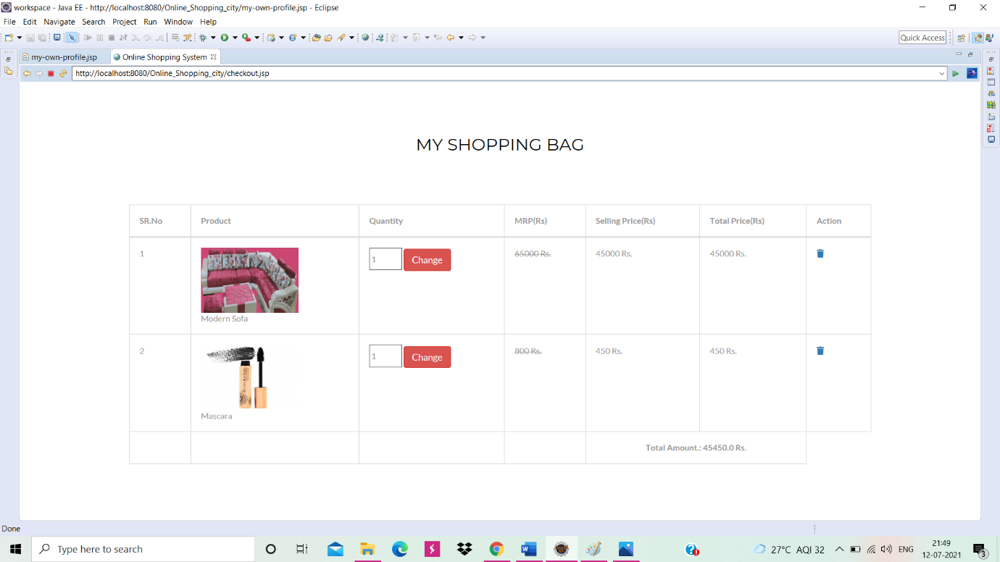 workspace - Java EE - http://localhost:8080/Online_Shopping_city/my-own-profile.jsp - Eclipse
File Edit Navigate Search Project Run Window Help
Quick Access
my-own-profile.jsp Online Shopping System
http://localhost:8080/Online_Shopping_city/checkout.jsp
MY SHOPPING BAG
SR.No Product Quantity MRP(Rs) Selling Price(Rs) Total Price(Rs) Action
1 1 Change 65000 Rs. 45000 Rs. 45000 Rs.
Modern Sofa
2 1 Change 800 Rs. 450 Rs. 450 Rs.
Mascara
Total Amount.: 45450.0 Rs.
Done
Type here to search
27°C AQI 32 ENG 21:49
12-07-2021 3